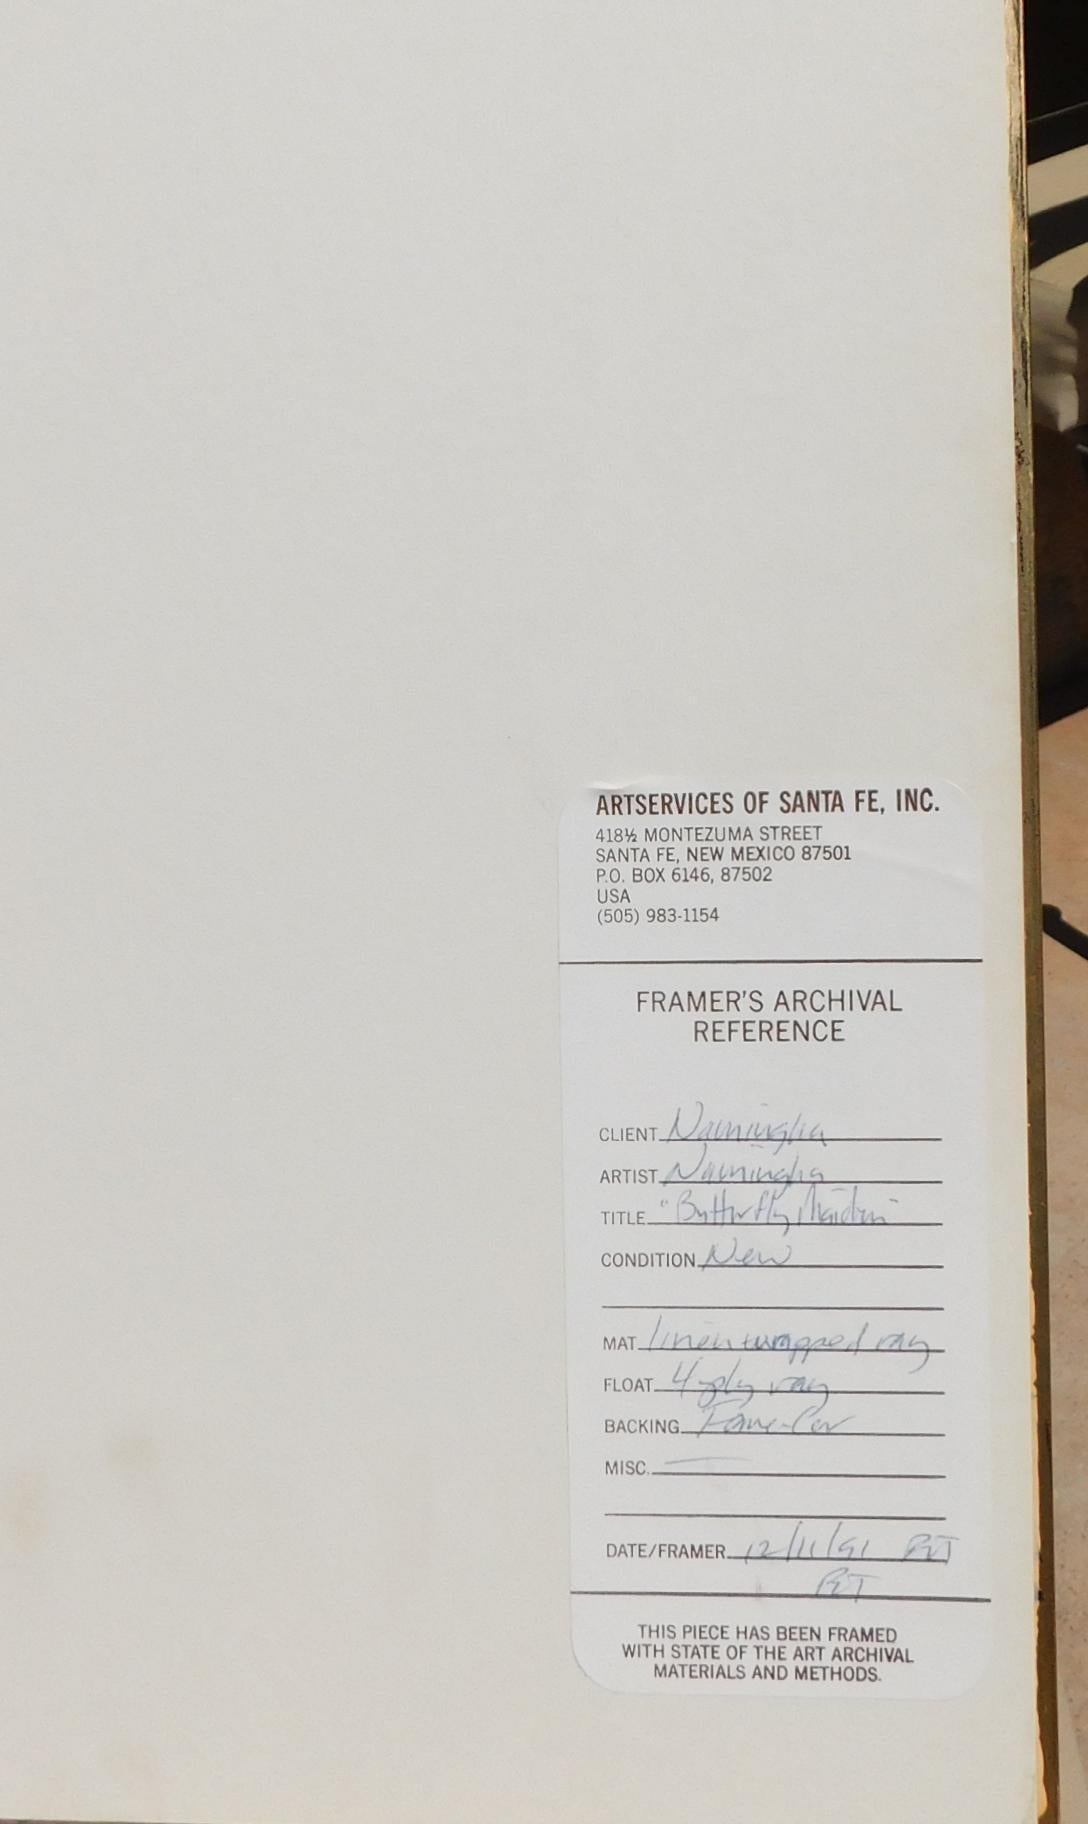 ARTSERVICES OF SANTA FE, INC.
418½ MONTEZUMA STREET
SANTA FE, NEW MEXICO 87501
P.O. BOX 6146, 87502
USA
(505) 983-1154
FRAMER'S ARCHIVAL
REFERENCE
CLIENT Namingha
ARTIST Namingha
TITLE "Butterfly Maiden"
CONDITION New
MAT linen wrapped rag
FLOAT 4 ply rag
BACKING
MISC.
DATE/FRAMER 12/11/91
THIS PIECE HAS BEEN FRAMED
WITH STATE OF THE ART ARCHIVAL
MATERIALS AND METHODS.